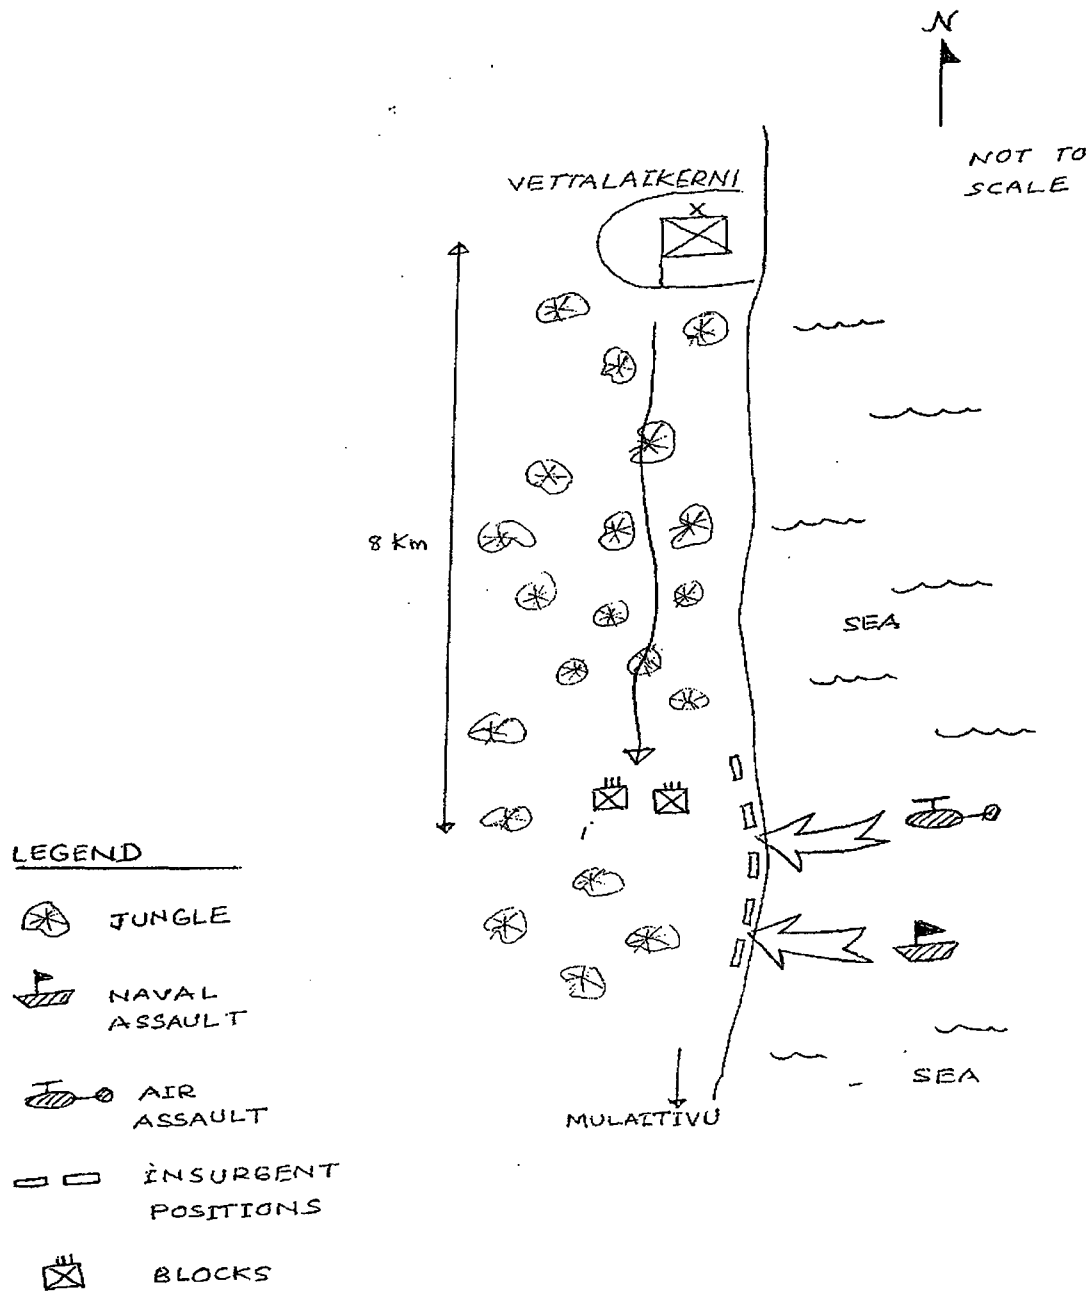 N
NOT TO
SCALE
VETTALAIKERNI
X
8 Km
SEA
SEA
MULAITIVU
LEGEND
JUNGLE
NAVAL
ASSAULT
AIR
ASSAULT
INSURGENT
POSITIONS
BLOCKS